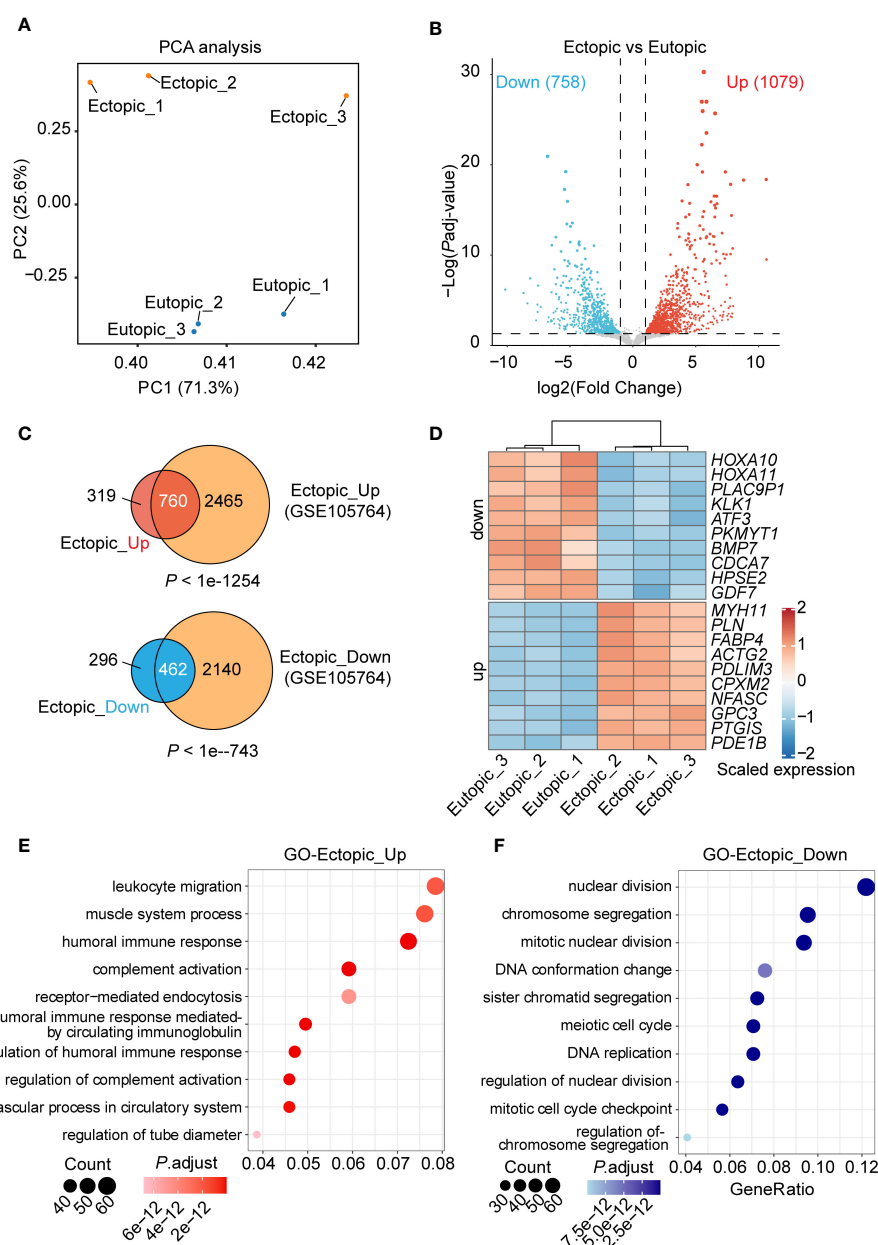 A
PCA analysis
Ectopic_2
Ectopic_1
Ectopic_3
0.25
0.00
−0.25
PC2 (25.6%)
Eutopic_1
Eutopic_2
Eutopic_3
0.40
0.41
0.42
PC1 (71.3%)
B
Ectopic vs Eutopic
Down (758)
Up (1079)
30
20
10
0
−Log(Padj-value)
−10
−5
0
5
10
log2(Fold Change)
C
319
760
2465
Ectopic_Up
(GSE105764)
Ectopic_Up
P < 1e-1254
296
462
2140
Ectopic_Down
(GSE105764)
Ectopic_Down
P < 1e--743
D
down
HOXA10
HOXA11
PLAC9P1
KLK1
ATF3
PKMYT1
BMP7
CDCA7
HPSE2
GDF7
up
MYH11
PLN
FABP4
ACTG2
PDLIM3
CPXM2
NFASC
GPC3
PTGIS
PDE1B
Eutopic_3
Eutopic_2
Eutopic_1
Ectopic_2
Ectopic_1
Ectopic_3
2
1
0
−1
−2
Scaled expression
E
GO-Ectopic_Up
leukocyte migration
muscle system process
humoral immune response
complement activation
receptor−mediated endocytosis
umoral immune response mediated-
by circulating immunoglobulin
ulation of humoral immune response
regulation of complement activation
ascular process in circulatory system
regulation of tube diameter
0.04
0.05
0.06
0.07
0.08
Count
40
50
60
P.adjust
6e−12
4e−12
2e−12
F
GO-Ectopic_Down
nuclear division
chromosome segregation
mitotic nuclear division
DNA conformation change
sister chromatid segregation
meiotic cell cycle
DNA replication
regulation of nuclear division
mitotic cell cycle checkpoint
regulation of-
chromosome segregation
0.04
0.06
0.08
0.10
0.12
GeneRatio
Count
30
40
50
60
P.adjust
7.5e−12
5.0e−12
2.5e−12